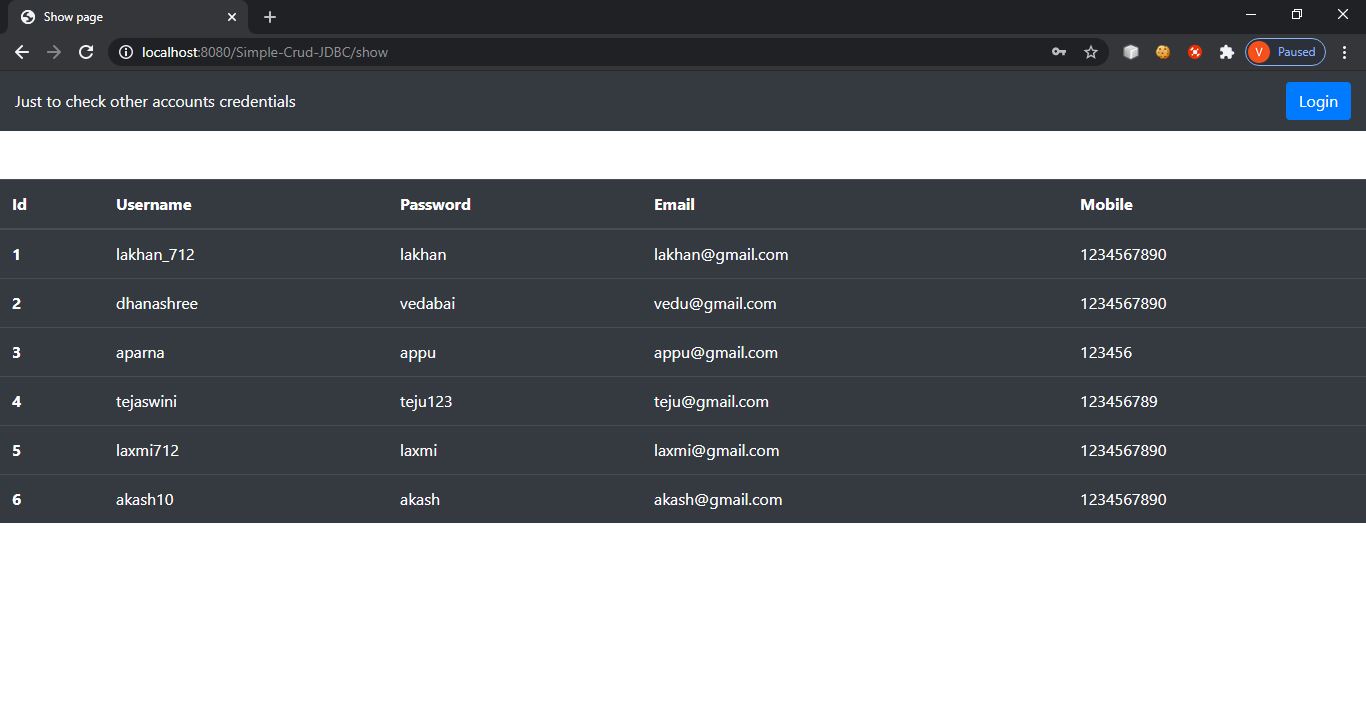 Show page
localhost:8080/Simple-Crud-JDBC/show
V Paused
Just to check other accounts credentials Login
Id Username Password Email Mobile
1 lakhan_712 lakhan lakhan@gmail.com 1234567890
2 dhanashree vedabai vedu@gmail.com 1234567890
3 aparna appu appu@gmail.com 123456
4 tejaswini teju123 teju@gmail.com 123456789
5 laxmi712 laxmi laxmi@gmail.com 1234567890
6 akash10 akash akash@gmail.com 1234567890